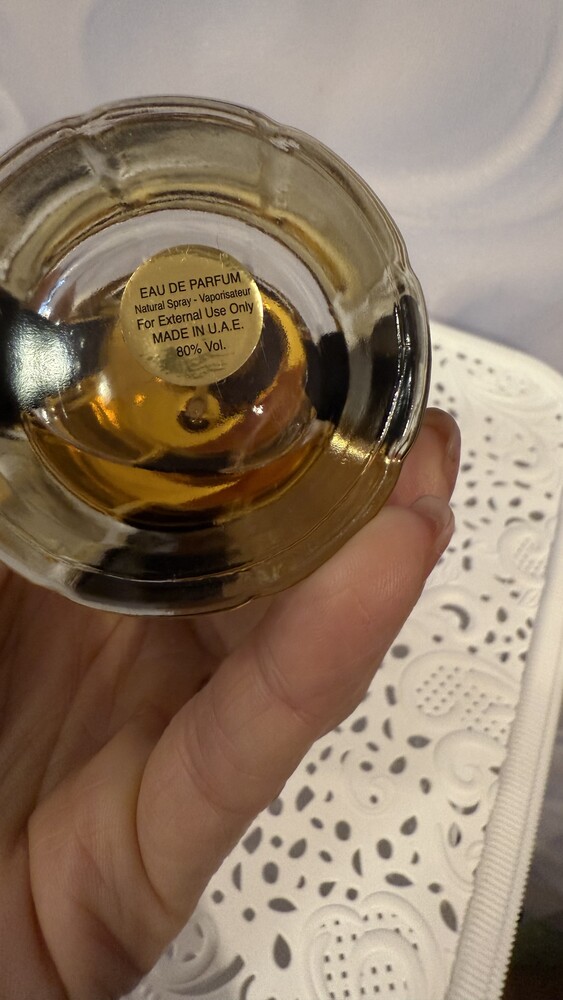 EAU DE PARFUM
Natural Spray - Vaporisateur
For External Use Only
MADE IN U.A.E.
80% Vol.